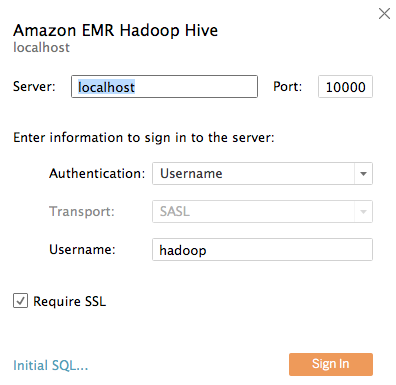 Amazon EMR Hadoop Hive
localhost
Server: localhost Port: 10000
Enter information to sign in to the server:
Authentication: Username
Transport: SASL
Username: hadoop
Require SSL
Initial SQL... Sign In